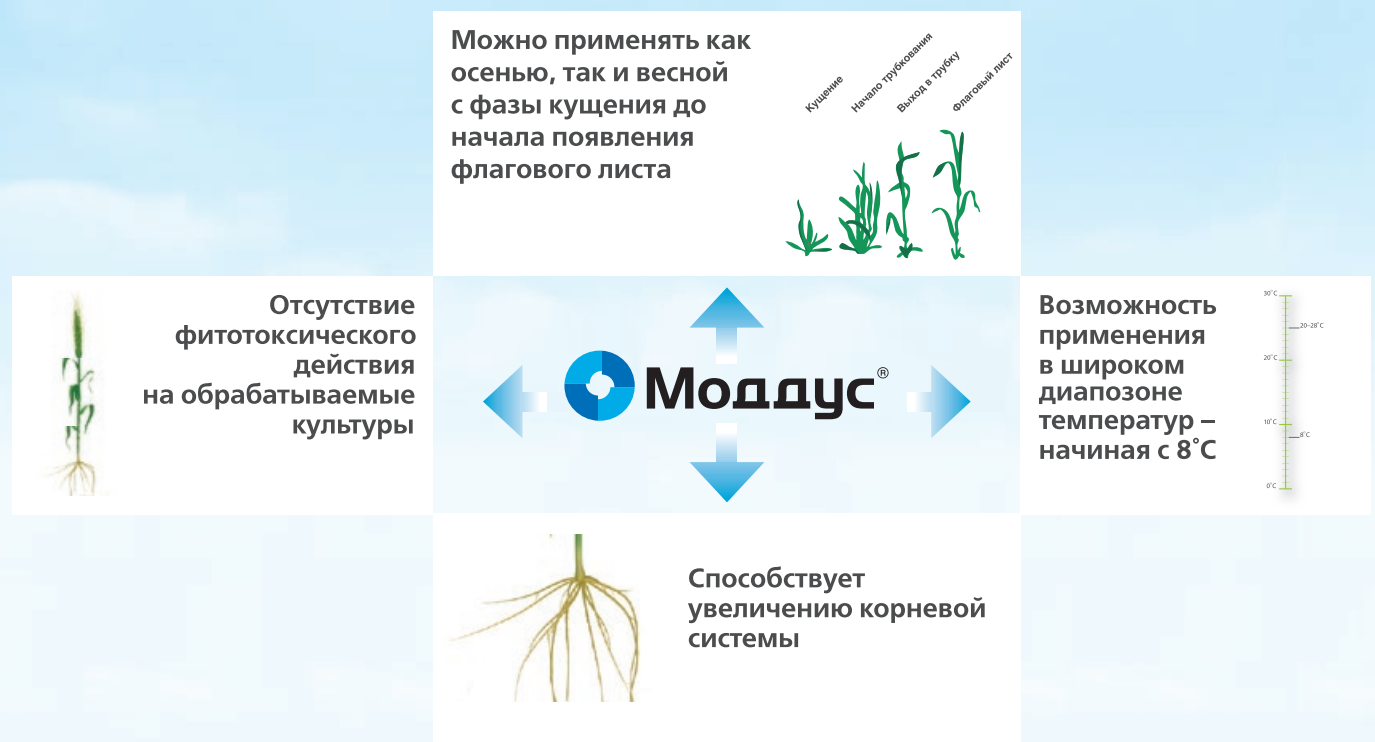 Можно применять как
осенью, так и весной
с фазы кущения до
начала появления
флагового листа
Кущение
Начало трубкования
Выход в трубку
Флаговый лист
Отсутствие
фитотоксического
действия
на обрабатываемые
культуры
Моддус®
Возможность
применения
в широком
диапозоне
температур –
начиная с 8˚С
30˚C
20–28˚C
20˚C
10˚C
8˚C
0˚C
Способствует
увеличению корневой
системы